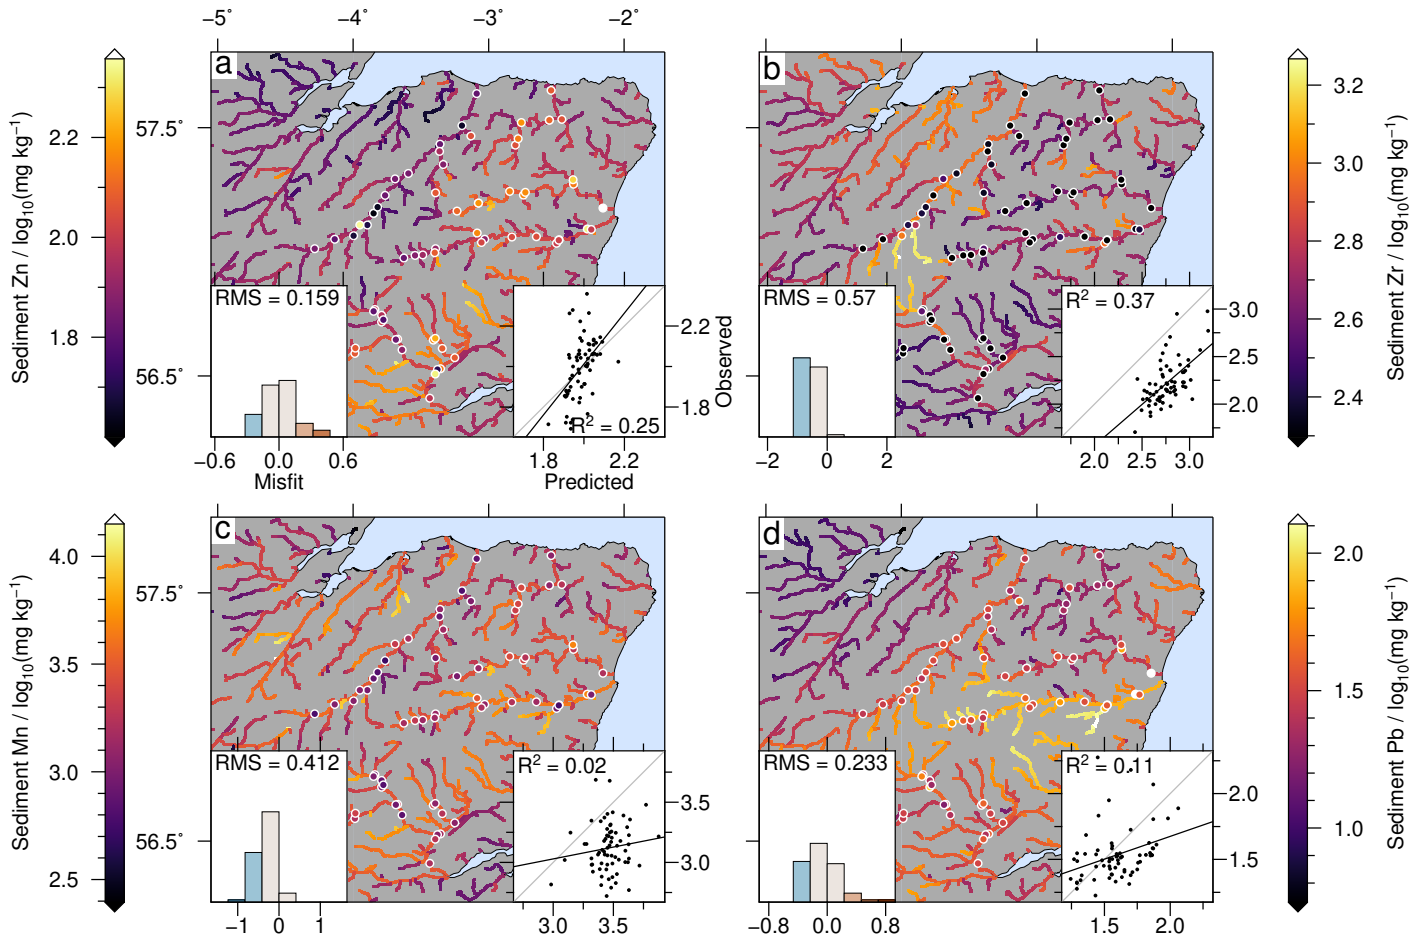 −5° −4° −3° −2°
a
b
Sediment Zn / log10(mg kg−1)
2.2
2.0
1.8
57.5°
56.5°
RMS = 0.159
R2 = 0.25
−0.6 0.0 0.6
Misfit
1.8 2.2
Predicted
2.2
1.8
Observed
RMS = 0.57
R2 = 0.37
−2 0 2
2.0 2.5 3.0
3.0
2.5
2.0
3.2
3.0
2.8
2.6
2.4
Sediment Zr / log10(mg kg−1)
c
d
Sediment Mn / log10(mg kg−1)
4.0
3.5
3.0
2.5
57.5°
56.5°
RMS = 0.412
R2 = 0.02
−1 0 1
3.0 3.5
3.5
3.0
RMS = 0.233
R2 = 0.11
−0.8 0.0 0.8
1.5 2.0
2.0
1.5
2.0
1.5
1.0
Sediment Pb / log10(mg kg−1)